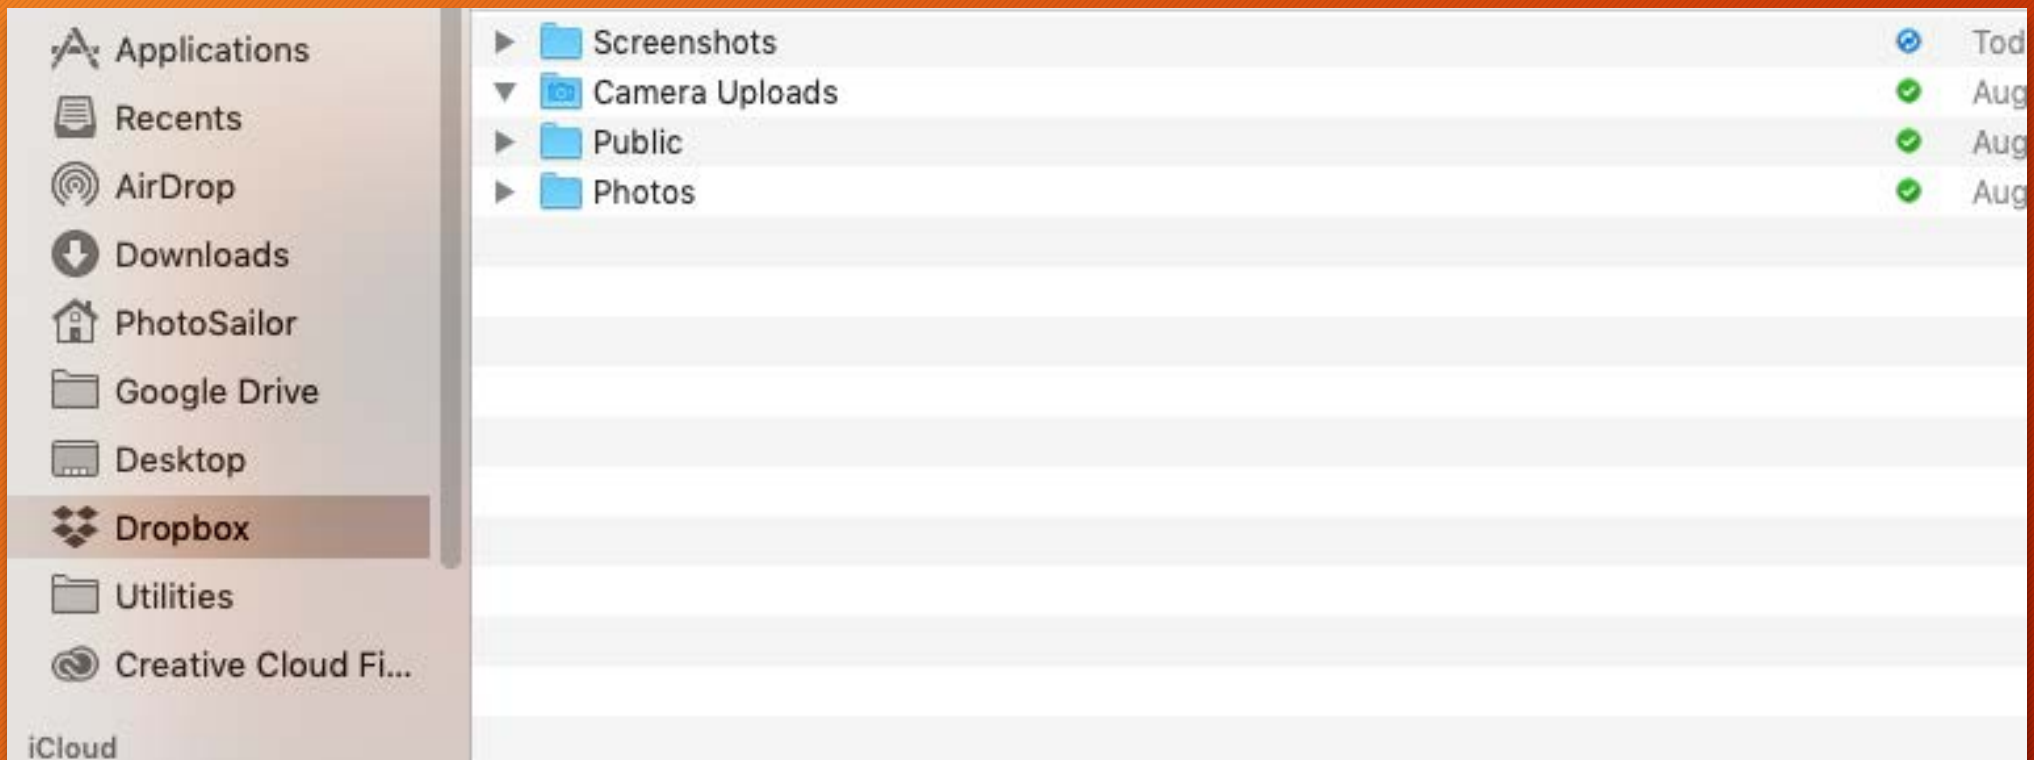 Applications
Recents
AirDrop
Downloads
PhotoSailor
Google Drive
Desktop
Dropbox
Utilities
Creative Cloud Fi...
iCloud
Screenshots Tod
Camera Uploads Aug
Public Aug
Photos Aug